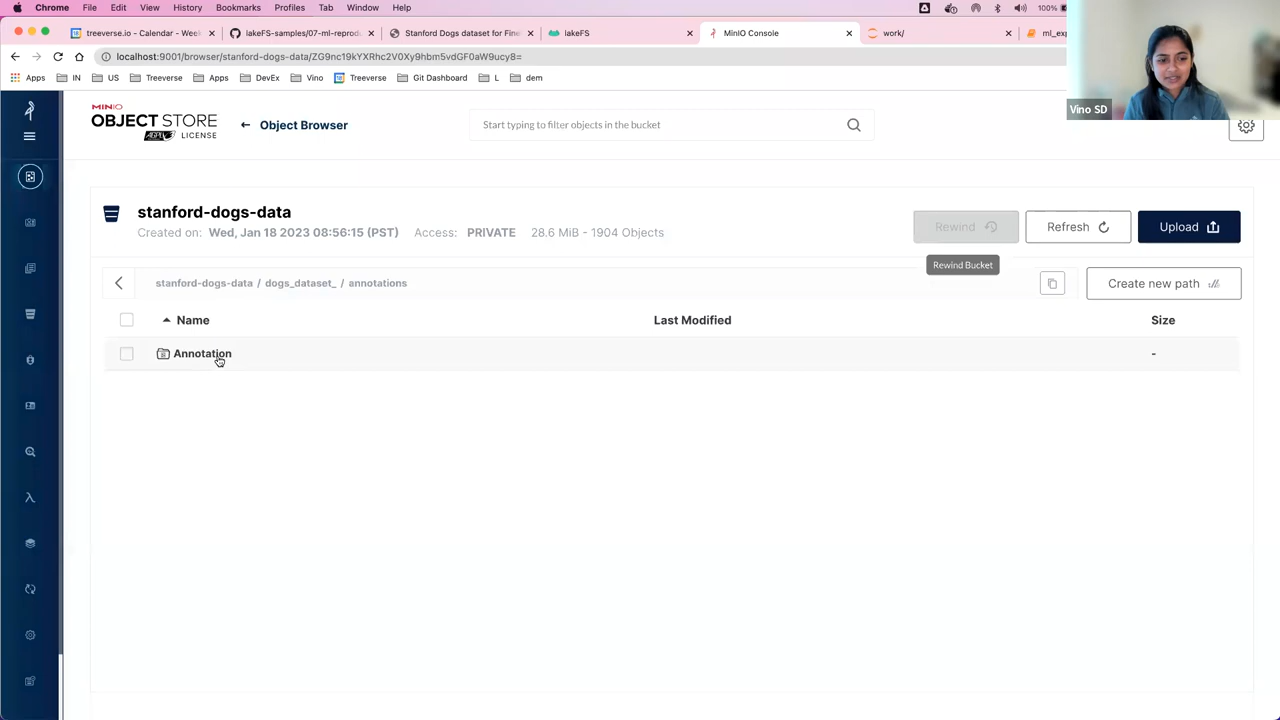 Chrome File Edit View History Bookmarks Profiles Tab Window Help 100%
treeverse.io - Calendar - Wee
lakeFS-samples/07-ml-reprod
Stanford Dogs dataset for Fine
lakeFS
MinIO Console
work/
ml_exp
localhost:9001/browser/stanford-dogs-data/ZG9nc19kYXRhc2V0Xy9hbm5vdGF0aW9ucy8=
Apps IN US Treeverse Apps DevEx Vino Treeverse Git Dashboard L dem
Vino SD
MINIO
OBJECT STORE
AGPL LICENSE
← Object Browser
Start typing to filter objects in the bucket
stanford-dogs-data
Created on: Wed, Jan 18 2023 08:56:15 (PST) Access: PRIVATE 28.6 MiB - 1904 Objects
Rewind
Refresh
Upload
Rewind Bucket
stanford-dogs-data / dogs_dataset_ / annotations
Create new path
Name Last Modified Size
Annotation -